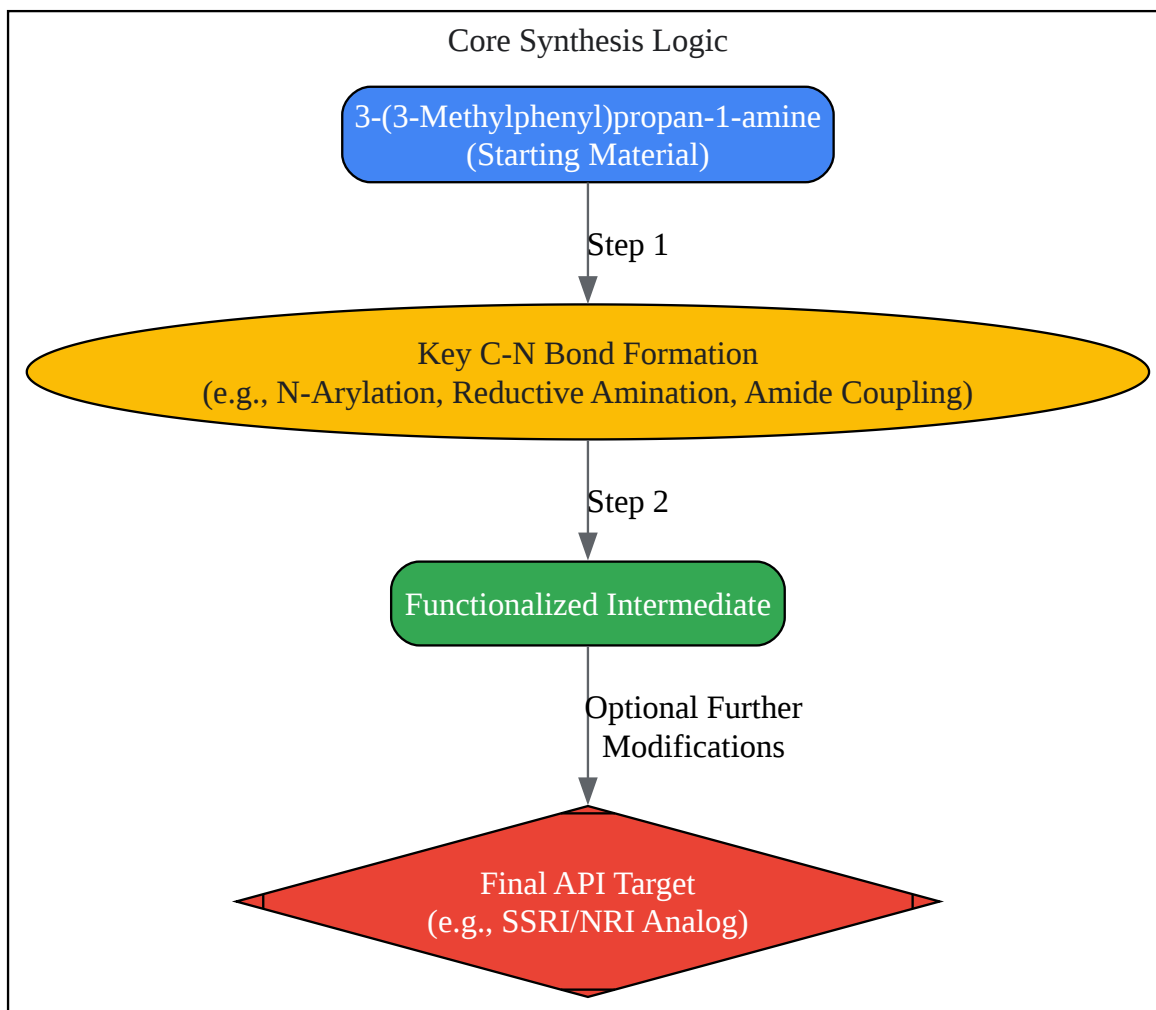 Core Synthesis Logic
3-(3-Methylphenyl)propan-1-amine
(Starting Material)
Step 1
Key C-N Bond Formation
(e.g., N-Arylation, Reductive Amination, Amide Coupling)
Step 2
Functionalized Intermediate
Optional Further
Modifications
Final API Target
(e.g., SSRI/NRI Analog)